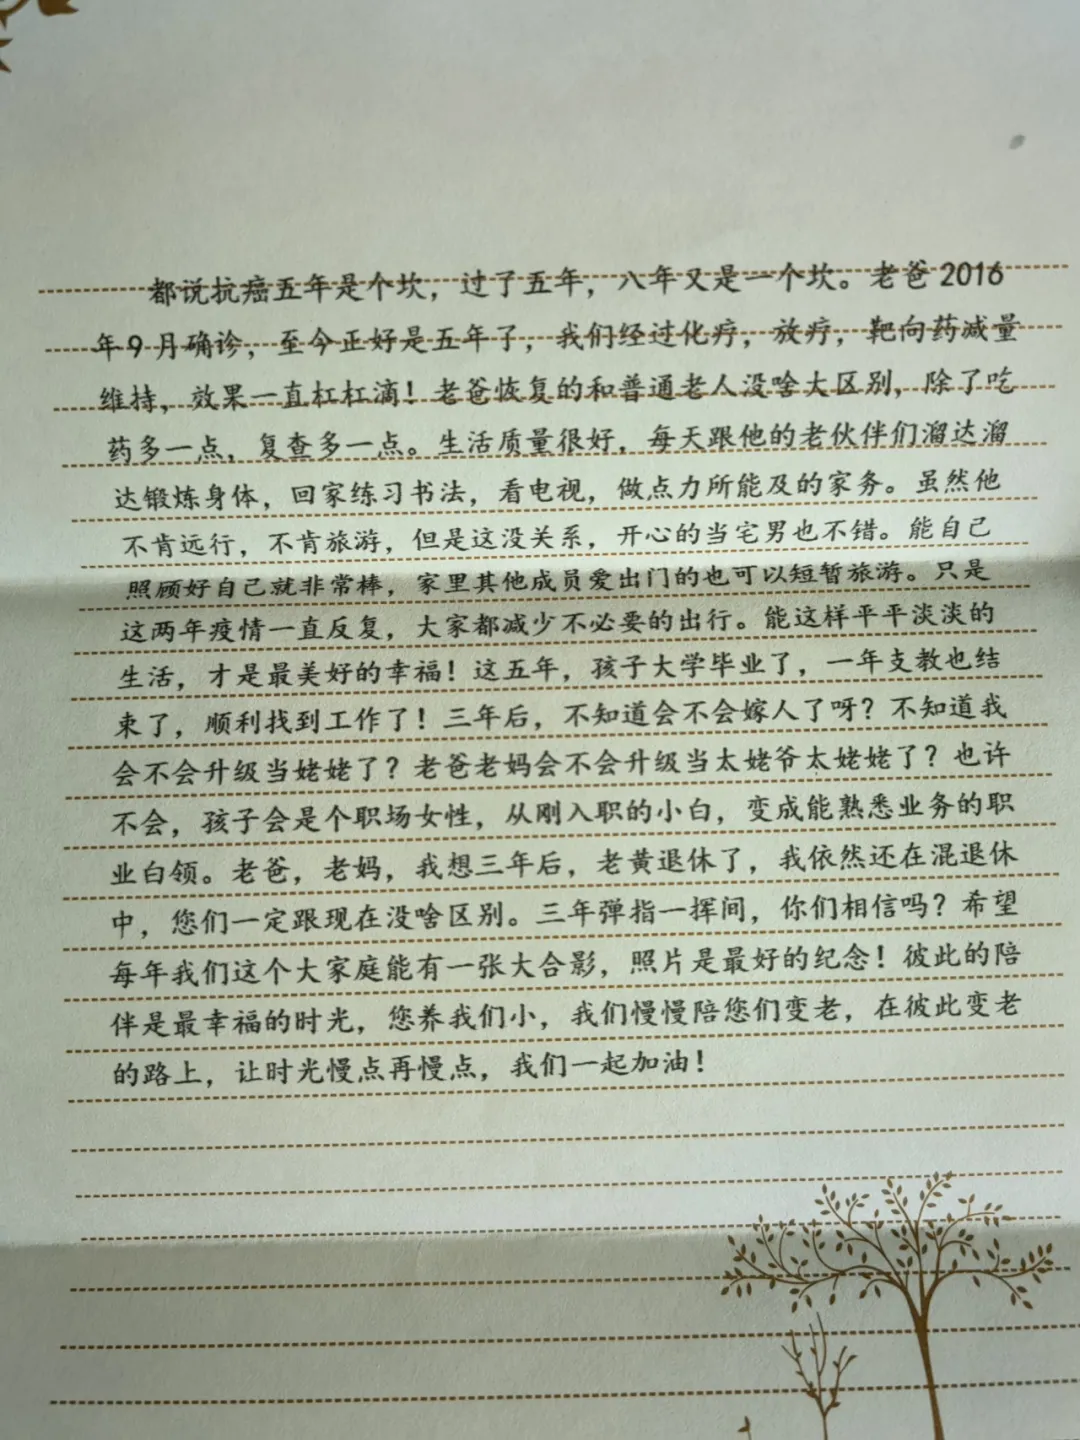 都说抗癌五年是个坎，过了五年，八年又是一个坎。老爸2016
年9月确诊，至今正好是五年了，我们经过化疗，放疗，靶向药减量
维持，效果一直杠杠滴！老爸恢复的和普通老人没啥大区别，除了吃
药多一点，复查多一点。生活质量很好，每天跟他的老伙伴们溜达溜
达锻炼身体，回家练习书法，看电视，做点力所能及的家务。虽然他
不肯远行，不肯旅游，但是这没关系，开心的当宅男也不错。能自己
照顾好自己就非常棒，家里其他成员爱出门的也可以短暂旅游。只是
这两年疫情一直反复，大家都减少不必要的出行。能这样平平淡淡的
生活，才是最美好的幸福！这五年，孩子大学毕业了，一年支教也结
束了，顺利找到工作了！三年后，不知道会不会嫁人了呀？不知道我
会不会升级当姥姥了？老爸老妈会不会升级当太姥爷太姥姥了？也许
不会，孩子会是个职场女性，从刚入职的小白，变成能熟悉业务的职
业白领。老爸，老妈，我想三年后，老黄退休了，我依然还在混退休
中，您们一定跟现在没啥区别。三年弹指一挥间，你们相信吗？希望
每年我们这个大家庭能有一张大合影，照片是最好的纪念！彼此的陪
伴是最幸福的时光，您养我们小，我们慢慢陪您们变老，在彼此变老
的路上，让时光慢点再慢点，我们一起加油！